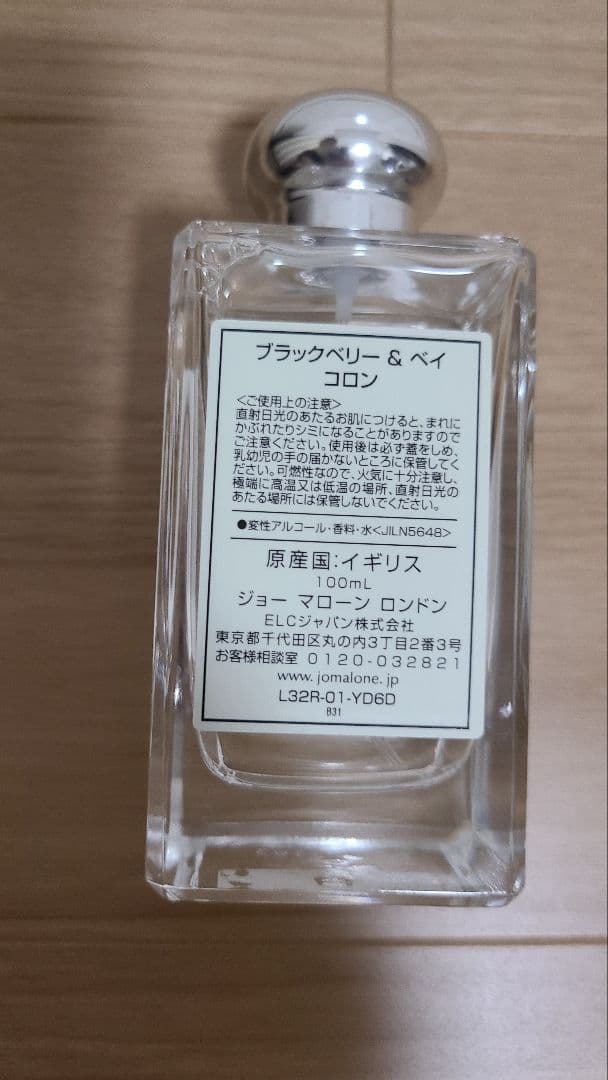 ブラックベリー & ベイ
コロン
<ご使用上の注意>
直射日光のあたるお肌につけると、まれに
かぶれたりシミになることがありますので
ご注意ください。使用後は必ず蓋をしめ、
乳幼児の手の届かないところに保管してく
ださい。可燃性なので、火気に十分注意し、
極端に高温又は低温の場所、直射日光の
あたる場所には保管しないでください。
●変性アルコール・香料・水<JILN5648>
原産国:イギリス
100mL
ジョー マローン ロンドン
ELCジャパン株式会社
東京都千代田区丸の内3丁目2番3号
お客様相談室 0120-032821
www. jomalone. jp
L32R-01-YD6D
B31